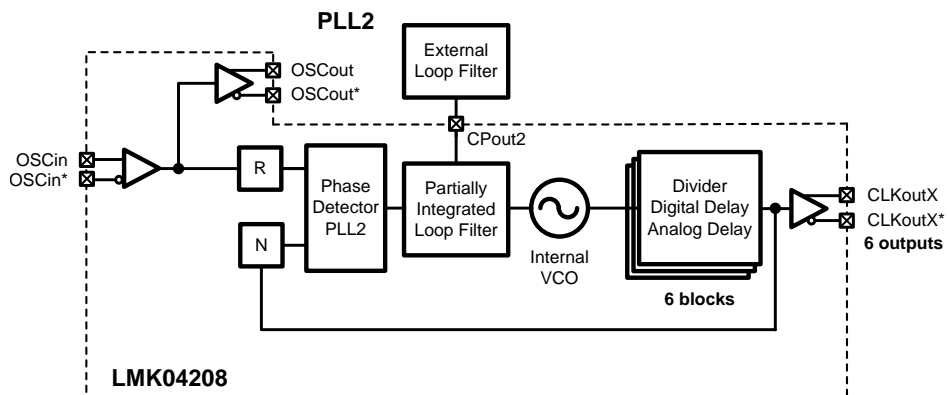 PLL2
External
Loop Filter
OSCout
OSCout*
CPout2
OSCin
OSCin*
R
N
Phase
Detector
PLL2
Partially
Integrated
Loop Filter
Internal
VCO
Divider
Digital Delay
Analog Delay
6 blocks
CLKoutX
CLKoutX*
6 outputs
LMK04208